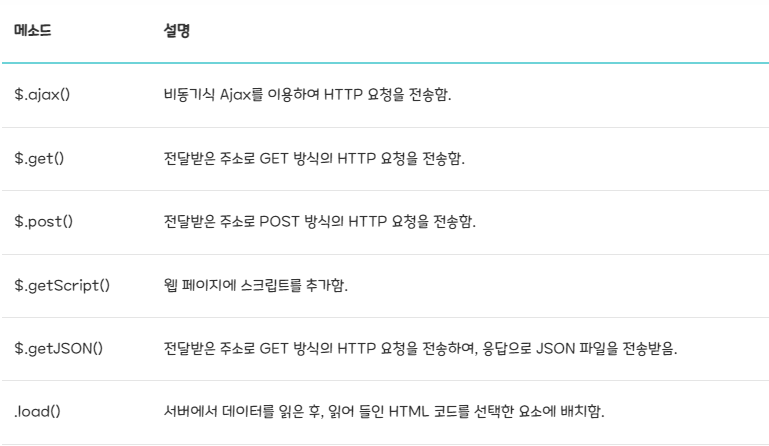 메소드 설명
$.ajax() 비동기식 Ajax를 이용하여 HTTP 요청을 전송함.
$.get() 전달받은 주소로 GET 방식의 HTTP 요청을 전송함.
$.post() 전달받은 주소로 POST 방식의 HTTP 요청을 전송함.
$.getScript() 웹 페이지에 스크립트를 추가함.
$.getJSON() 전달받은 주소로 GET 방식의 HTTP 요청을 전송하여, 응답으로 JSON 파일을 전송받음.
.load() 서버에서 데이터를 읽은 후, 읽어 들인 HTML 코드를 선택한 요소에 배치함.